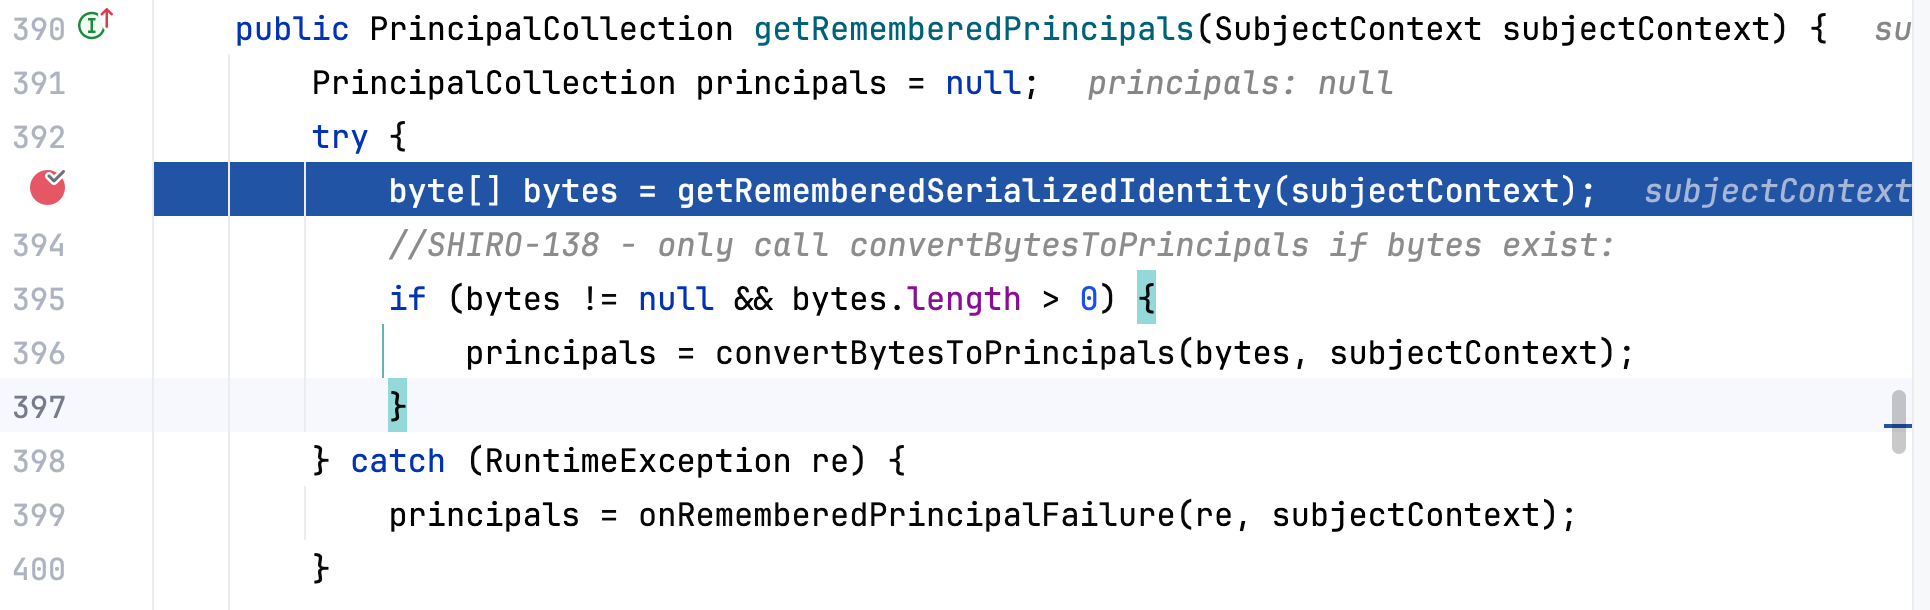 390 public PrincipalCollection getRememberedPrincipals(SubjectContext subjectContext) { su
391 PrincipalCollection principals = null; principals: null
392 try {
byte[] bytes = getRememberedSerializedIdentity(subjectContext); subjectContext
394 //SHIRO-138 - only call convertBytesToPrincipals if bytes exist:
395 if (bytes != null && bytes.length > 0) {
396 principals = convertBytesToPrincipals(bytes, subjectContext);
397 }
398 } catch (RuntimeException re) {
399 principals = onRememberedPrincipalFailure(re, subjectContext);
400 }